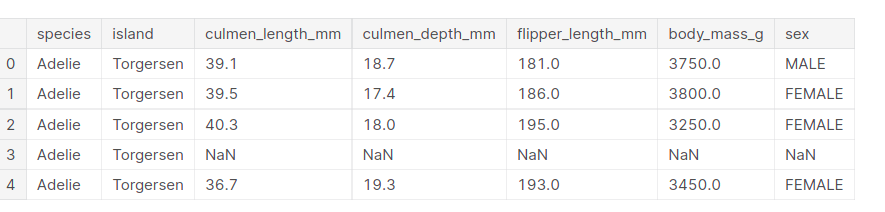 species island culmen_length_mm culmen_depth_mm flipper_length_mm body_mass_g sex
0 Adelie Torgersen 39.1 18.7 181.0 3750.0 MALE
1 Adelie Torgersen 39.5 17.4 186.0 3800.0 FEMALE
2 Adelie Torgersen 40.3 18.0 195.0 3250.0 FEMALE
3 Adelie Torgersen NaN NaN NaN NaN NaN
4 Adelie Torgersen 36.7 19.3 193.0 3450.0 FEMALE